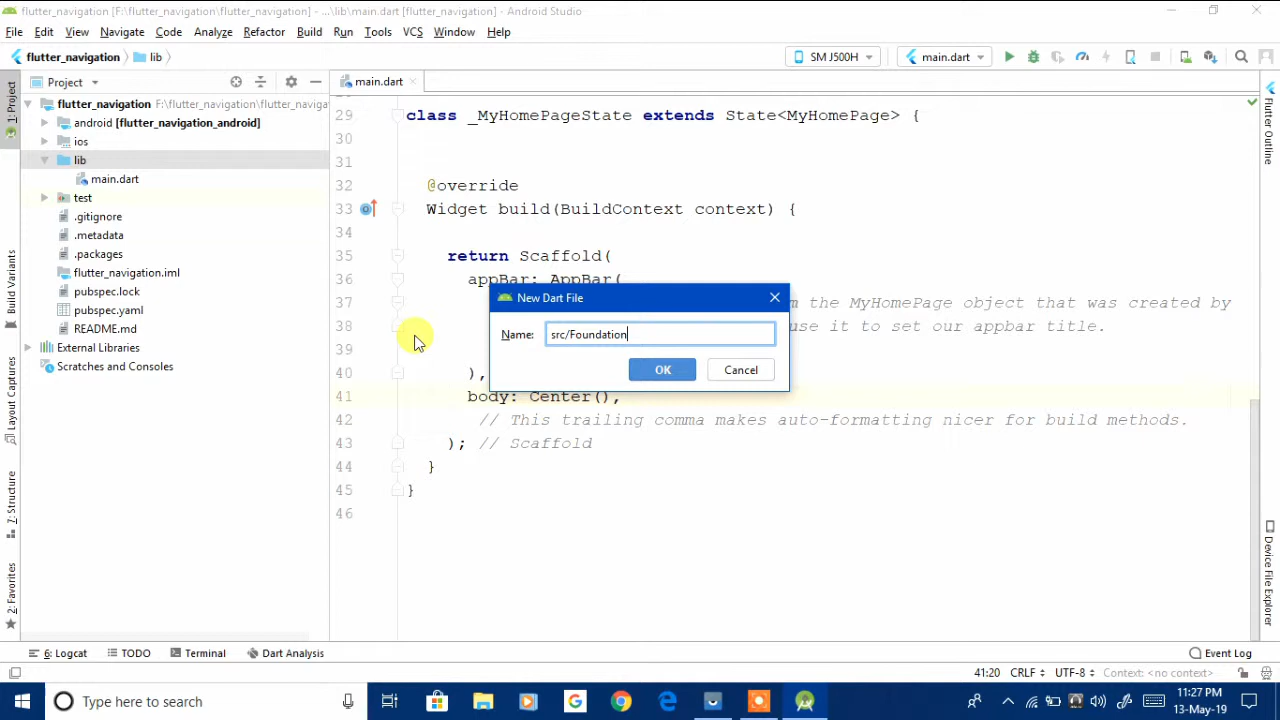 flutter_navigation [F:\flutter_navigation\flutter_navigation] - ...\lib\main.dart [flutter_navigation] - Android Studio
File Edit View Navigate Code Analyze Refactor Build Run Tools VCS Window Help
flutter_navigation lib SM J500H main.dart
Project main.dart
1: Project
Build Variants
Layout Captures
7: Structure
2: Favorites
flutter_navigation F:\flutter_navigation\flutter_naviga
android [flutter_navigation_android]
ios
lib
main.dart
test
.gitignore
.metadata
.packages
flutter_navigation.iml
pubspec.lock
pubspec.yaml
README.md
External Libraries
Scratches and Consoles
29 class _MyHomePageState extends State<MyHomePage> {
30
31
32 @override
33 Widget build(BuildContext context) {
34
35 return Scaffold(
36 appBar: AppBar(
37 m the MyHomePage object that was created by
38 use it to set our appbar title.
39
40 ),
41 body: Center(),
42 // This trailing comma makes auto-formatting nicer for build methods.
43 ); // Scaffold
44 }
45 }
46
New Dart File
Name: src/Foundation
OK Cancel
Flutter Outline
Device File Explorer
6: Logcat TODO Terminal Dart Analysis Event Log
41:20 CRLF UTF-8 Context: <no context>
Type here to search
11:27 PM
13-May-19